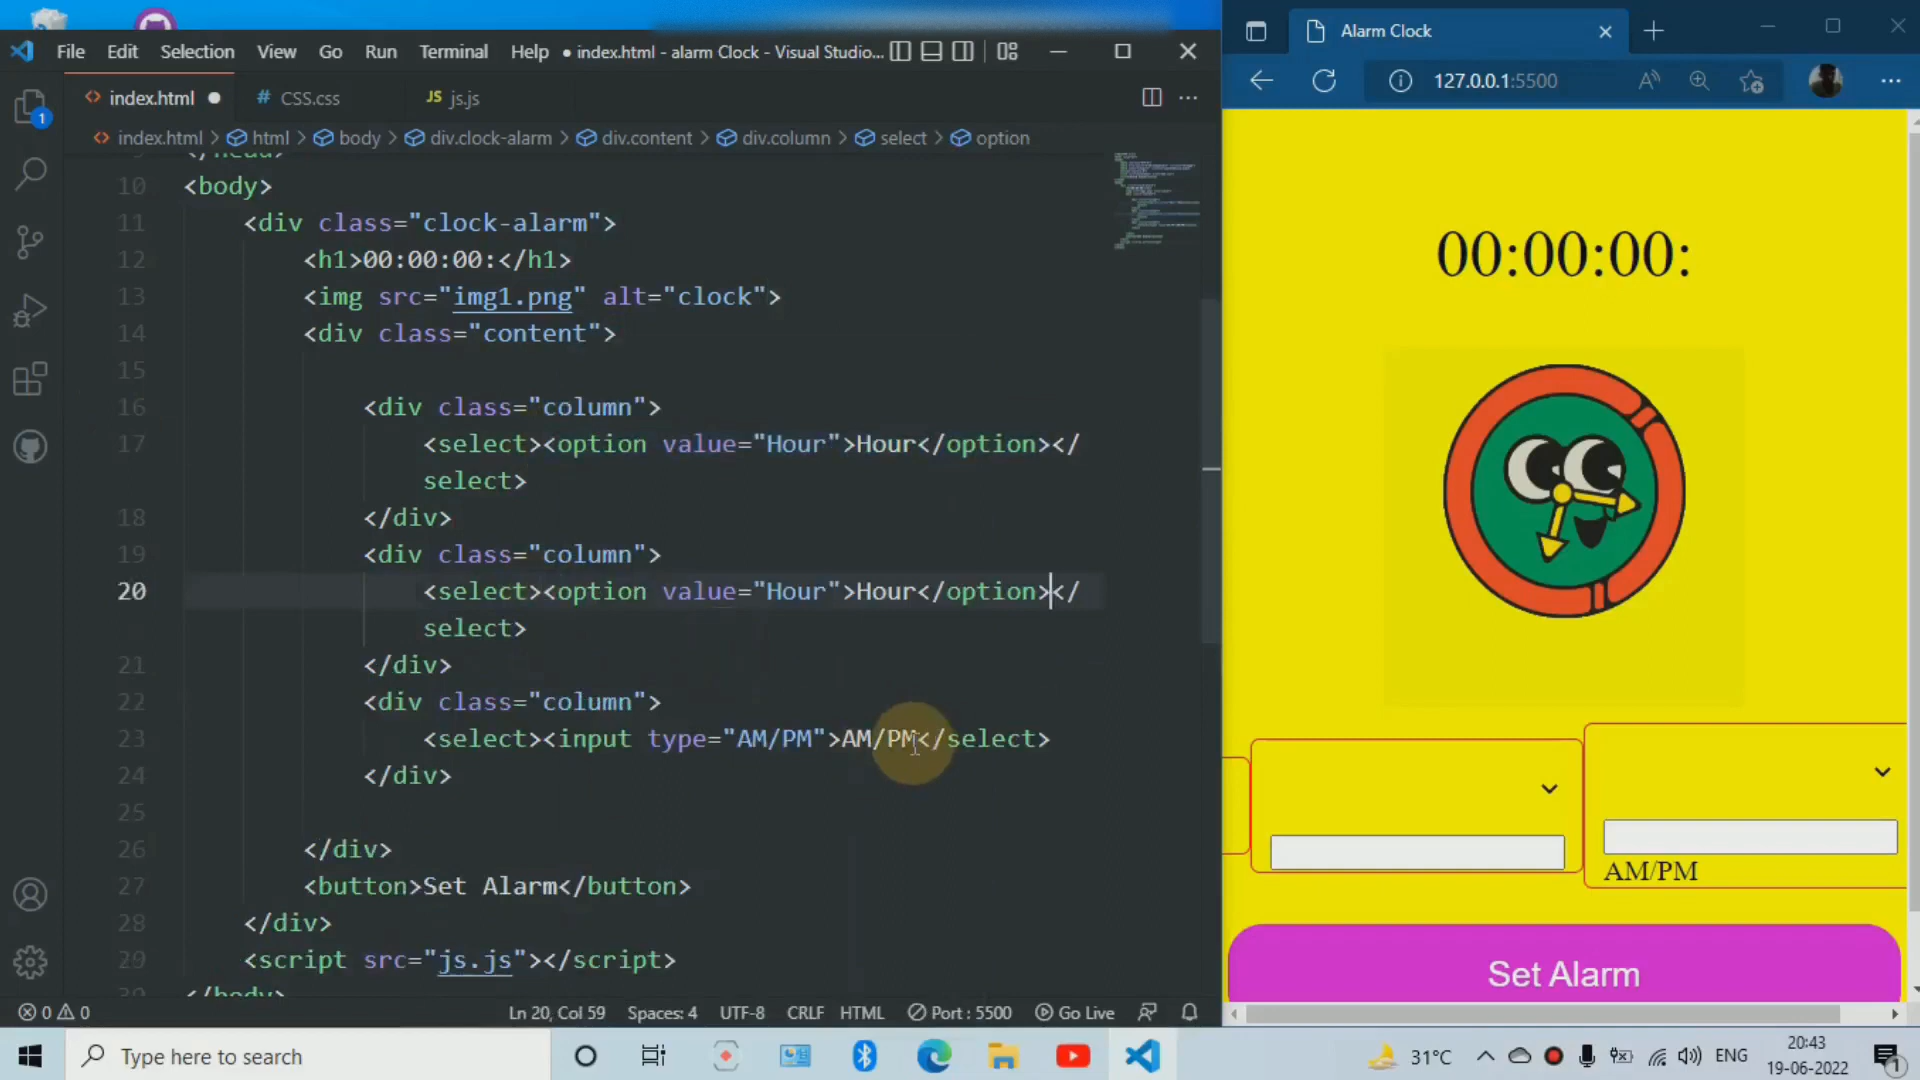 File Edit Selection View Go Run Terminal Help
● index.html - alarm Clock - Visual Studio...
index.html ●
# CSS.css
JS js.js
index.html > html > body > div.clock-alarm > div.content > div.column > select > option
10 <body>
11 <div class="clock-alarm">
12 <h1>00:00:00:</h1>
13 <img src="img1.png" alt="clock">
14 <div class="content">
15
16 <div class="column">
17 <select><option value="Hour">Hour</option></
select>
18 </div>
19 <div class="column">
20 <select><option value="Hour">Hour</option></
select>
21 </div>
22 <div class="column">
23 <select><input type="AM/PM">AM/PM</select>
24 </div>
25
26 </div>
27 <button>Set Alarm</button>
28 </div>
29 <script src="js.js"></script>
1
0 0
Ln 20, Col 59
Spaces: 4
UTF-8
CRLF
HTML
Port : 5500
Go Live
Alarm Clock
127.0.0.1:5500
00:00:00:
AM/PM
Set Alarm
Type here to search
31°C
ENG
20:43
19-06-2022
1